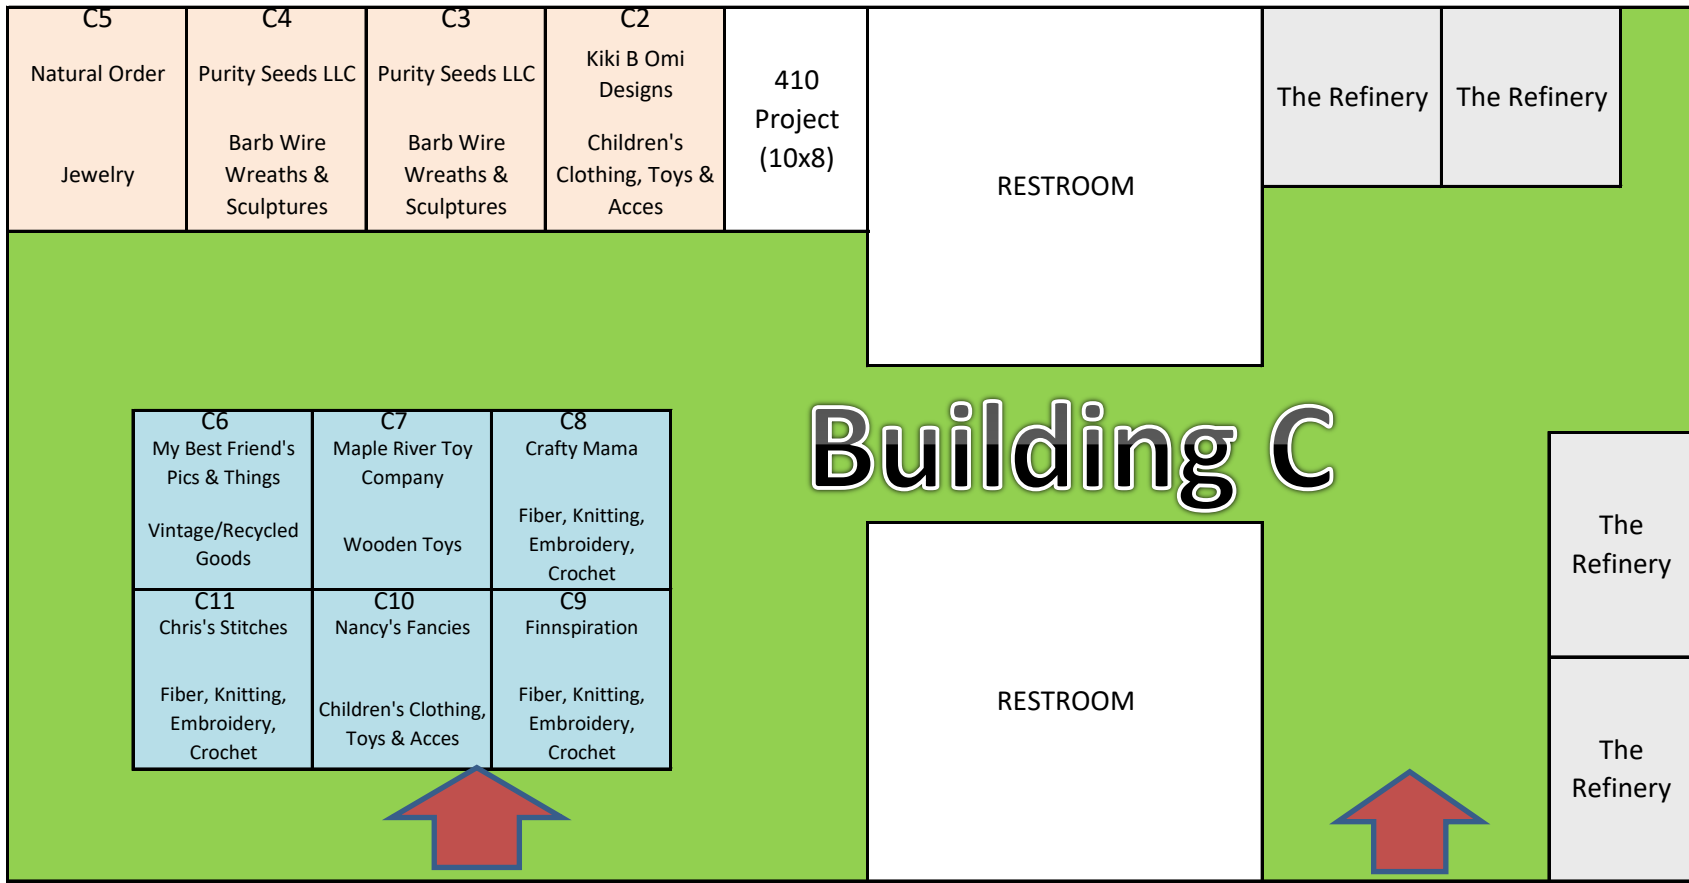 C5
Natural Order
Jewelry
C4
Purity Seeds LLC
Barb Wire
Wreaths &
Sculptures
C3
Purity Seeds LLC
Barb Wire
Wreaths &
Sculptures
C2
Kiki B Omi
Designs
Children's
Clothing, Toys &
Acces
410
Project
(10x8)
RESTROOM
The Refinery
The Refinery
Building C
C6
My Best Friend's
Pics & Things
Vintage/Recycled
Goods
C7
Maple River Toy
Company
Wooden Toys
C8
Crafty Mama
Fiber, Knitting,
Embroidery,
Crochet
C11
Chris's Stitches
Fiber, Knitting,
Embroidery,
Crochet
C10
Nancy's Fancies
Children's Clothing,
Toys & Acces
C9
Finnspiration
Fiber, Knitting,
Embroidery,
Crochet
RESTROOM
The
Refinery
The
Refinery